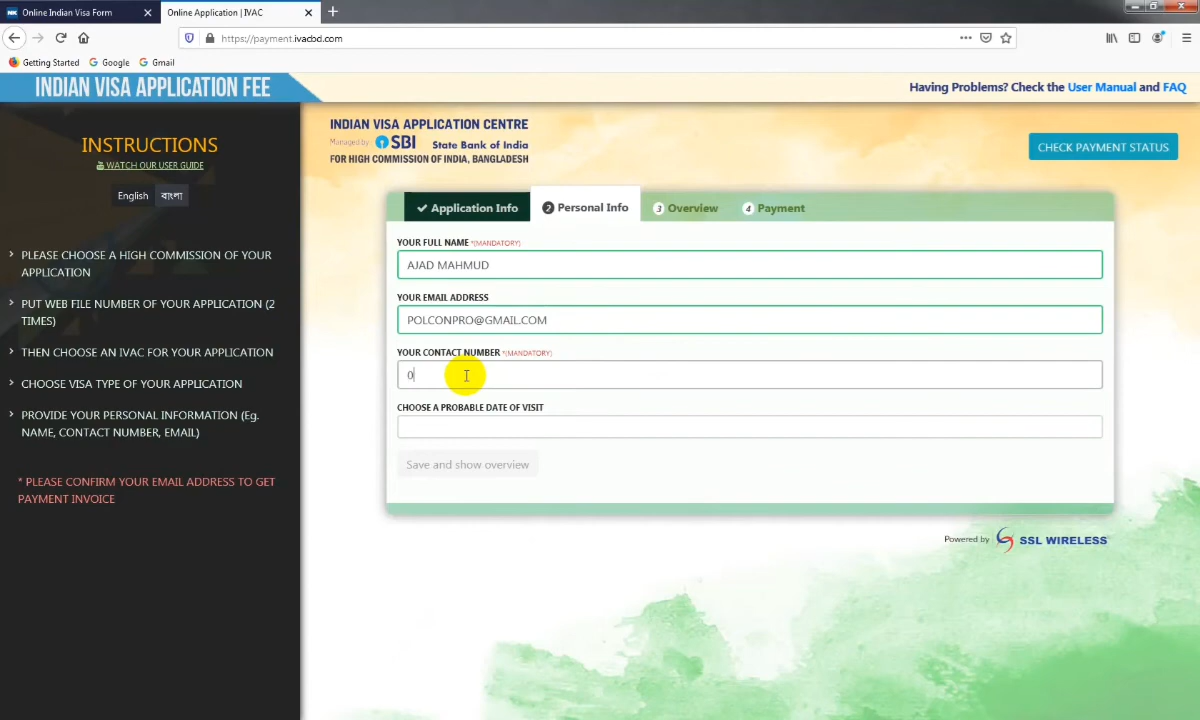 NK Online Indian Visa Form
Online Application | IVAC
https://payment.ivacbd.com
Getting Started Google Gmail
INDIAN VISA APPLICATION FEE
Having Problems? Check the User Manual and FAQ
INSTRUCTIONS
WATCH OUR USER GUIDE
English বাংলা
PLEASE CHOOSE A HIGH COMMISSION OF YOUR
APPLICATION
PUT WEB FILE NUMBER OF YOUR APPLICATION (2
TIMES)
THEN CHOOSE AN IVAC FOR YOUR APPLICATION
CHOOSE VISA TYPE OF YOUR APPLICATION
PROVIDE YOUR PERSONAL INFORMATION (Eg.
NAME, CONTACT NUMBER, EMAIL)
* PLEASE CONFIRM YOUR EMAIL ADDRESS TO GET
PAYMENT INVOICE
INDIAN VISA APPLICATION CENTRE
Managed by SBI State Bank of India
FOR HIGH COMMISSION OF INDIA, BANGLADESH
CHECK PAYMENT STATUS
Application Info 2 Personal Info 3 Overview 4 Payment
YOUR FULL NAME *(MANDATORY)
AJAD MAHMUD
YOUR EMAIL ADDRESS
POLCONPRO@GMAIL.COM
YOUR CONTACT NUMBER *(MANDATORY)
0
CHOOSE A PROBABLE DATE OF VISIT
Save and show overview
Powered by SSL WIRELESS